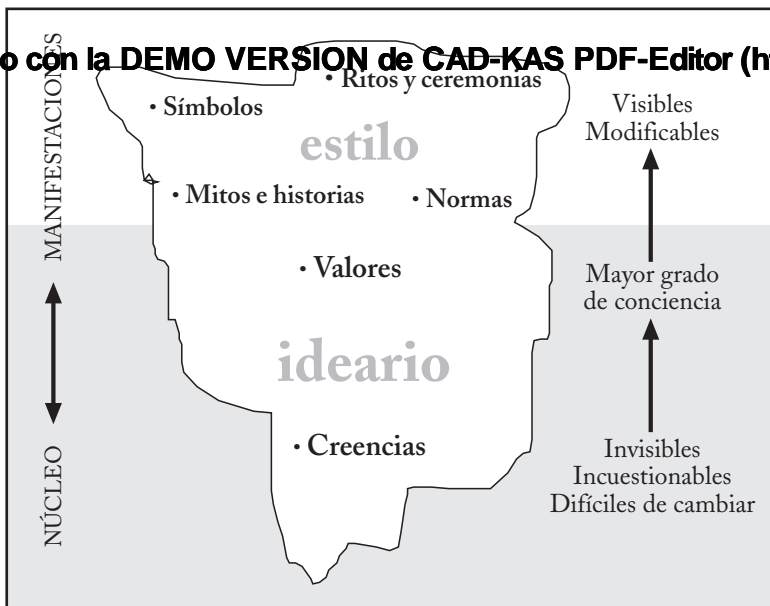 o con la DEMO VERSION de CAD-KAS PDF-Editor (ht
MANIFESTACIONES
• Ritos y ceremonias
• Símbolos
estilo
• Mitos e historias
• Normas
• Valores
ideario
• Creencias
NÚCLEO
Visibles
Modificables
Mayor grado
de conciencia
Invisibles
Incuestionables
Difíciles de cambiar